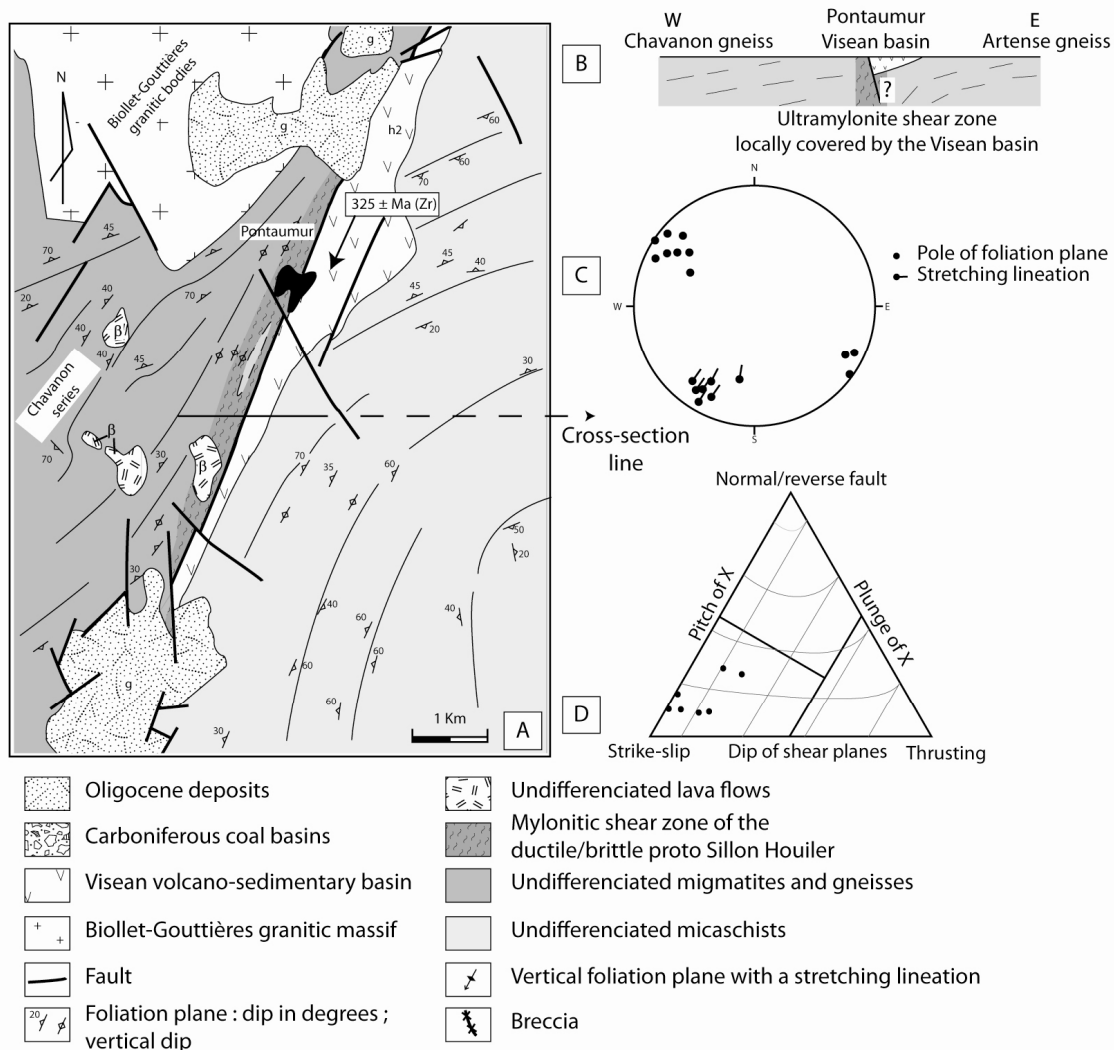 N
Biollet-Gouttières
granitic bodies
g
g
h2
60
60
70
325 ± Ma (Zr)
Pontaumur
45
70
45
40
20
40
70
45
40
20
β'
40
40
45
30
Chavanon
series
β
β
70
30
70
35
60
50
20
30
40
60
40
60
60
60
30
g
1 Km
A
W
Chavanon gneiss
Pontaumur
Visean basin
E
Artense gneiss
B
?
Ultramylonite shear zone
locally covered by the Visean basin
N
W
E
S
C
Pole of foliation plane
Stretching lineation
Cross-section
line
Normal/reverse fault
Pitch of X
Plunge of X
D
Strike-slip
Dip of shear planes
Thrusting
Oligocene deposits
Carboniferous coal basins
Visean volcano-sedimentary basin
Biollet-Gouttières granitic massif
Fault
20
Foliation plane : dip in degrees ;
vertical dip
Undifferenciated lava flows
Mylonitic shear zone of the
ductile/brittle proto Sillon Houiler
Undifferenciated migmatites and gneisses
Undifferenciated micaschists
Vertical foliation plane with a stretching lineation
Breccia